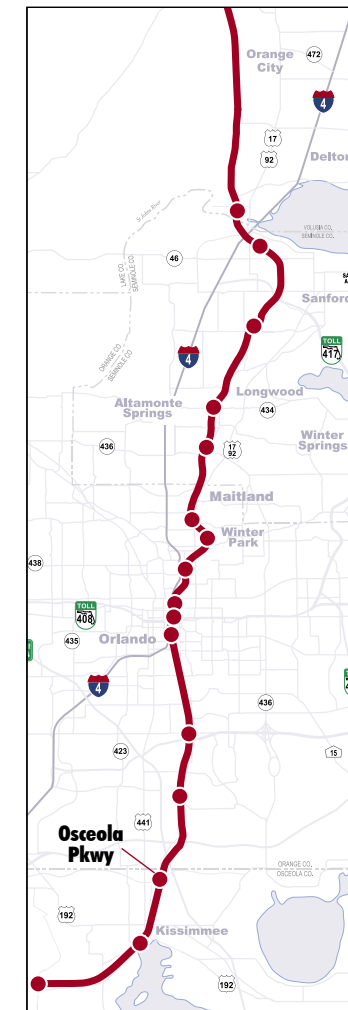 Orange
City
472
4
17
92
Delton
St Johns River
VOLUSIA CO.
SEMINOLE CO.
46
LAKE CO.
SEMINOLE CO.
SA
A
Sanford
TOLL
417
4
ORANGE CO.
SEMINOLE CO.
Longwood
Altamonte
Springs
434
436
17
92
Winter
Springs
Maitland
Winter
Park
438
TOLL
408
435
Orlando
4
436
423
15
441
Osceola
Pkwy
ORANGE CO.
OSCEOLA CO.
192
Kissimmee
192